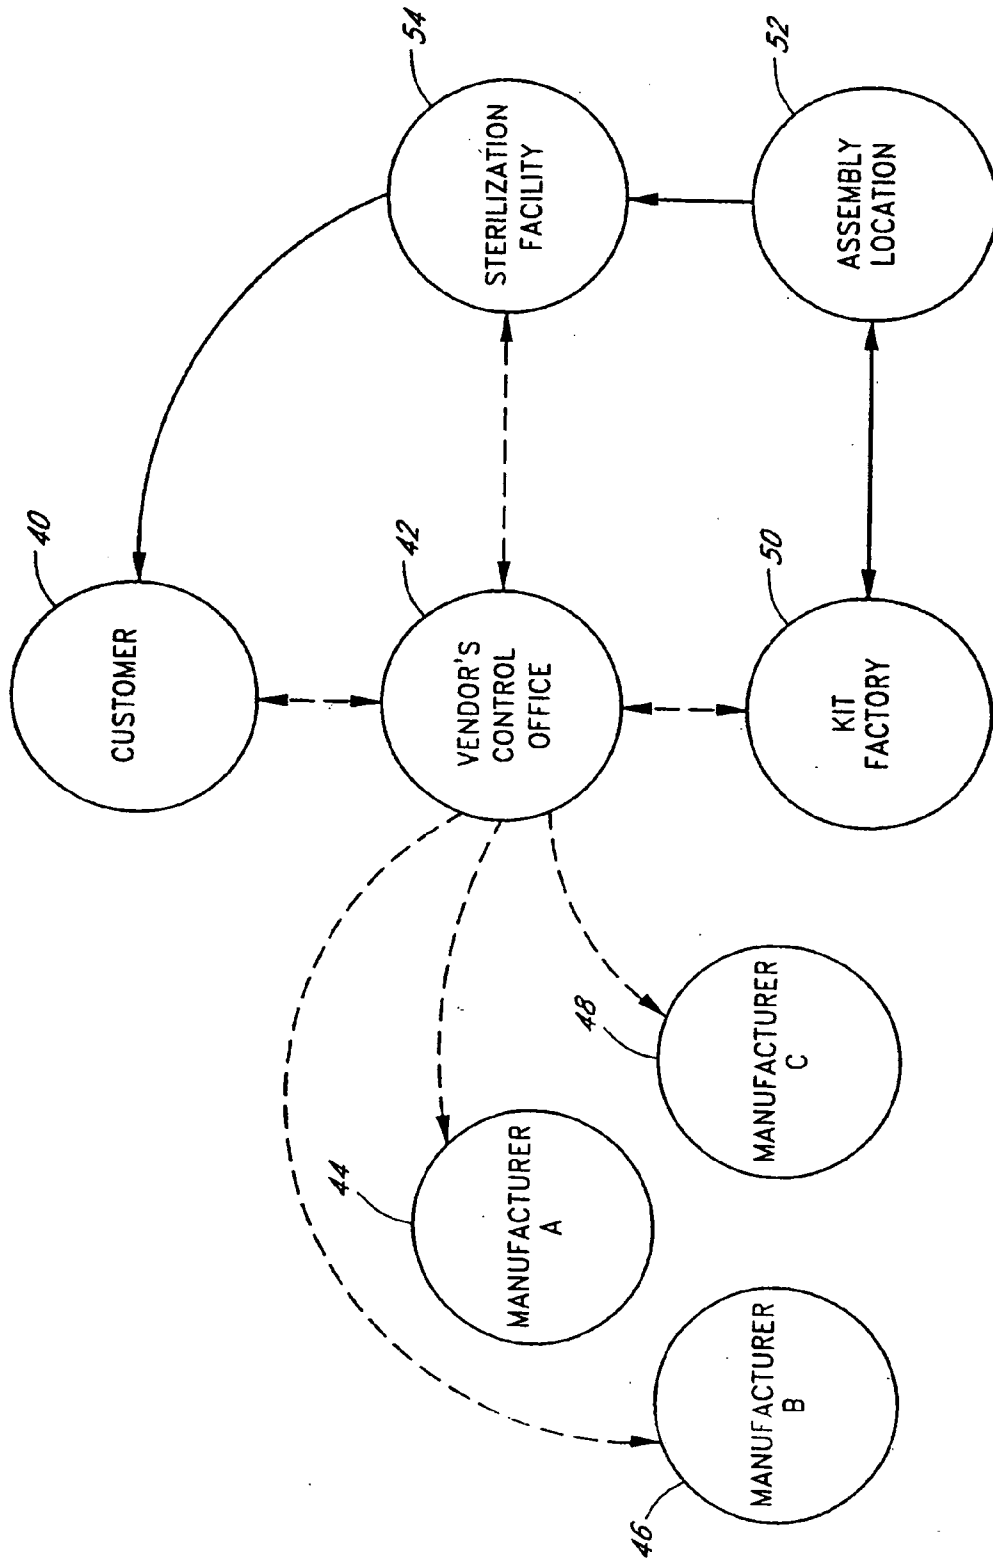 40
CUSTOMER
54
STERILIZATION
FACILITY
42
VENDOR'S
CONTROL
OFFICE
44
MANUFACTURER
A
52
ASSEMBLY
LOCATION
50
KIT
FACTORY
48
MANUFACTURER
C
46
MANUFACTURER
B